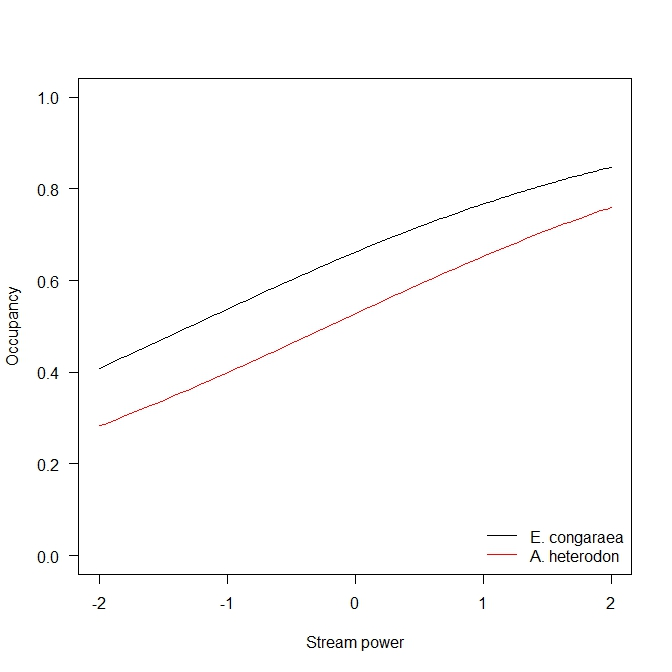 1.0
0.8
0.6
0.4
0.2
0.0
Occupancy
E. congaraea
A. heterodon
-2 -1 0 1 2
Stream power